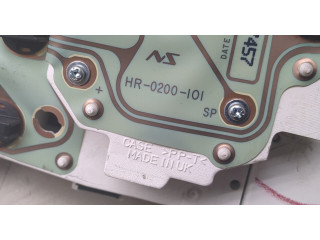 NS
DATE
457
HR-0200-101
+
SP
CASE >PP-T<
MADE IN UK